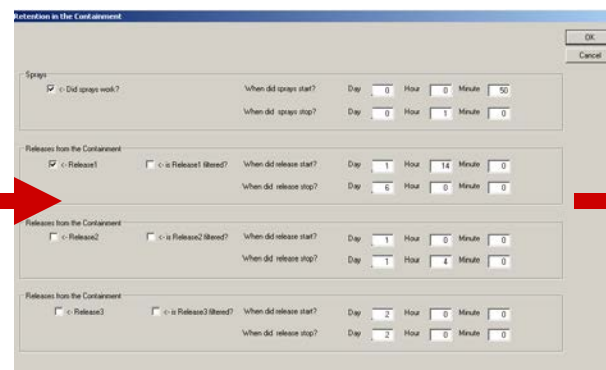 Retention in the Containment
OK
Cancel
Sprays
<- Did sprays work? When did sprays start? Day 0 Hour 0 Minute 50
When did sprays stop? Day 0 Hour 1 Minute 0
Releases from the Containment
<- Release1 <- is Release1 filtered? When did release start? Day 1 Hour 14 Minute 0
When did release stop? Day 6 Hour 0 Minute 0
Releases from the Containment
<- Release2 <- is Release2 filtered? When did release start? Day 1 Hour 0 Minute 0
When did release stop? Day 1 Hour 4 Minute 0
Releases from the Containment
<- Release3 <- is Release3 filtered? When did release start? Day 2 Hour 0 Minute 0
When did release stop? Day 2 Hour 0 Minute 0